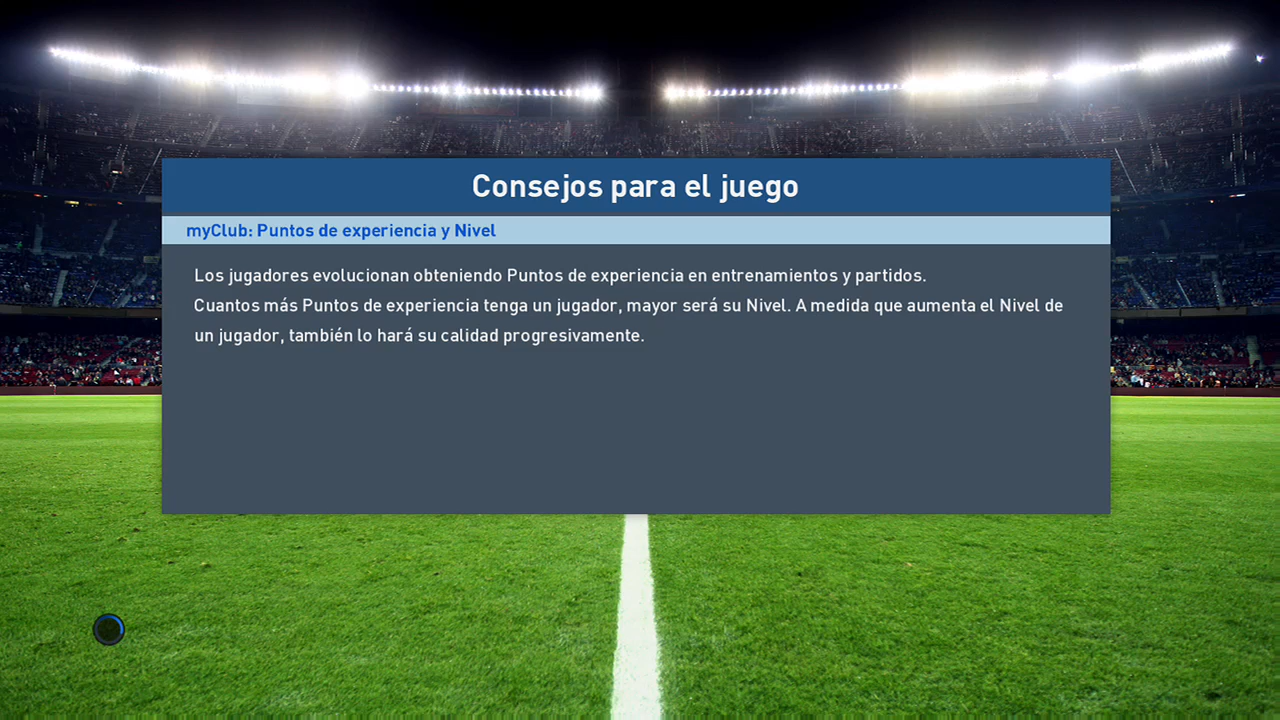 Consejos para el juego
myClub: Puntos de experiencia y Nivel
Los jugadores evolucionan obteniendo Puntos de experiencia en entrenamientos y partidos.
Cuantos más Puntos de experiencia tenga un jugador, mayor será su Nivel. A medida que aumenta el Nivel de
un jugador, también lo hará su calidad progresivamente.